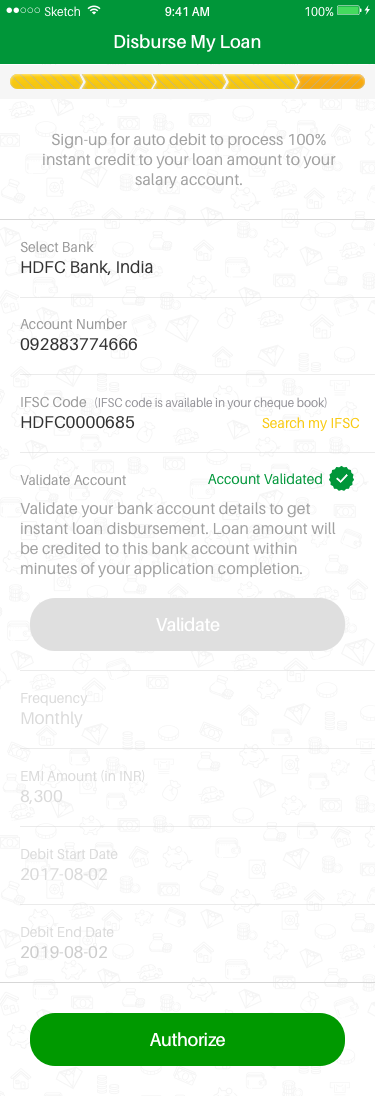 Sketch 9:41 AM 100%
Disburse My Loan
Sign-up for auto debit to process 100%
instant credit to your loan amount to your
salary account.
Select Bank
HDFC Bank, India
Account Number
092883774666
IFSC Code (IFSC code is available in your cheque book)
HDFC0000685 Search my IFSC
Validate Account Account Validated
Validate your bank account details to get
instant loan disbursement. Loan amount will
be credited to this bank account within
minutes of your application completion.
Validate
Frequency
Monthly
EMI Amount (in INR)
8,300
Debit Start Date
2017-08-02
Debit End Date
2019-08-02
Authorize